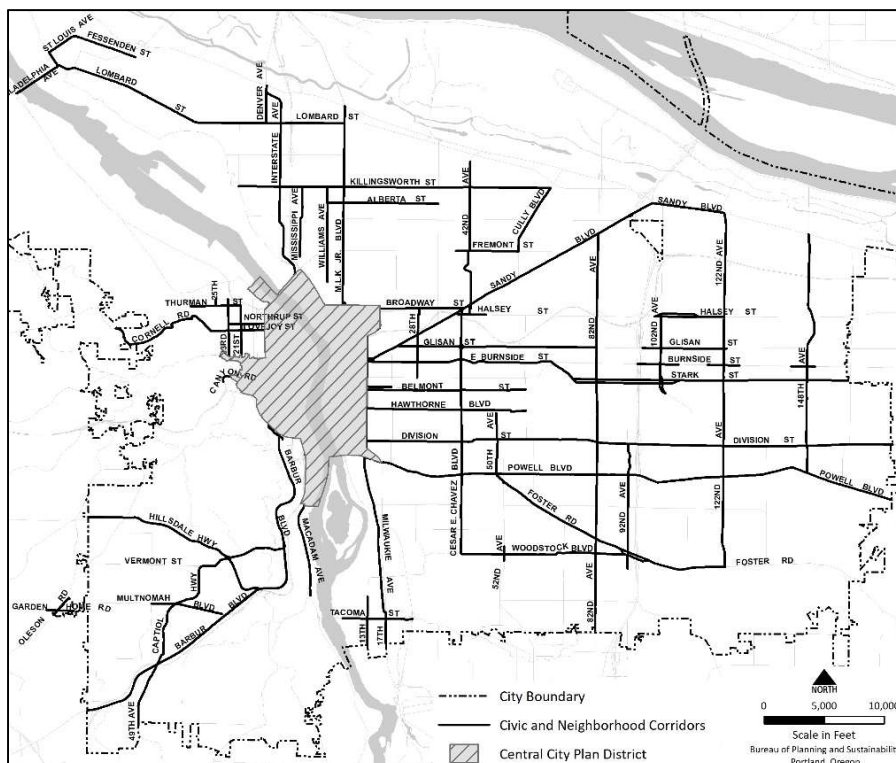 ST LOUIS AVE
FESSENDEN ST
LADELPHIA AVE
LOMBARD ST
DENVER AVE
INTERSTATE AVE
LOMBARD ST
KILLINGSWORTH ST
ALBERTA ST
MISSISSIPPI AVE
WILLIAMS AVE
M.L.K JR. BLVD
42ND AVE
CULLY BLVD
FREMONT ST
SANDY BLVD
SANDY BLVD
122ND AVE
82ND AVE
THURMAN ST
25TH
NORTHRUP ST
LOVEJOY ST
CORNELL RD
23RD
21ST
CANYON RD
BROADWAY ST
HALSEY ST
28TH
GLISAN ST
E BURNSIDE ST
BELMONT ST
HAWTHORNE BLVD
DIVISION ST
POWELL BLVD
HALSEY ST
102ND AVE
GLISAN ST
BURNSIDE ST
STARK ST
148TH AVE
DIVISION ST
POWELL BLVD
50TH AVE
CESAR E. CHAVEZ BLVD
FOSTER RD
92ND AVE
122ND AVE
WOODSTOCK BLVD
52ND AVE
82ND AVE
FOSTER RD
BARBUR BLVD
MACADAM AVE
MILWAUKIE AVE
HILLSDALE HWY
VERMONT ST
MULTNOMAH BLVD
CAPTIOL HWY
BARBUR BLVD
GARDEN HOME RD
OLESON RD
49TH AVE
TACOMA ST
13TH
17TH
City Boundary
Civic and Neighborhood Corridors
Central City Plan District
NORTH
0 5,000 10,000
Scale in Feet
Bureau of Planning and Sustainability
Portland, Oregon